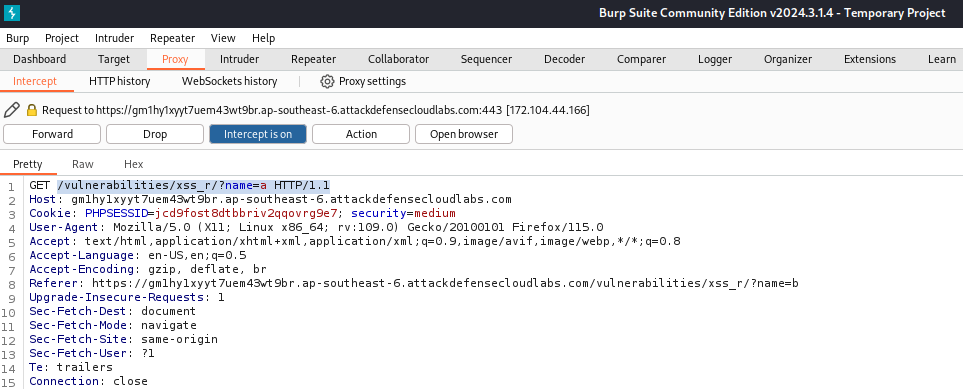 Burp Suite Community Edition v2024.3.1.4 - Temporary Project
Burp Project Intruder Repeater View Help
Dashboard Target Proxy Intruder Repeater Collaborator Sequencer Decoder Comparer Logger Organizer Extensions Learn
Intercept HTTP history WebSockets history Proxy settings
Request to https://gm1hy1xyyt7uem43wt9br.ap-southeast-6.attackdefensecloudlabs.com:443 [172.104.44.166]
Forward Drop Intercept is on Action Open browser
Pretty Raw Hex
1 GET /vulnerabilities/xss_r/?name=a HTTP/1.1
2 Host: gm1hy1xyyt7uem43wt9br.ap-southeast-6.attackdefensecloudlabs.com
3 Cookie: PHPSESSID=jcd9fost8dtbbriv2qqovrg9e7; security=medium
4 User-Agent: Mozilla/5.0 (X11; Linux x86_64; rv:109.0) Gecko/20100101 Firefox/115.0
5 Accept: text/html,application/xhtml+xml,application/xml;q=0.9,image/avif,image/webp,*/*;q=0.8
6 Accept-Language: en-US,en;q=0.5
7 Accept-Encoding: gzip, deflate, br
8 Referer: https://gm1hy1xyyt7uem43wt9br.ap-southeast-6.attackdefensecloudlabs.com/vulnerabilities/xss_r/?name=b
9 Upgrade-Insecure-Requests: 1
10 Sec-Fetch-Dest: document
11 Sec-Fetch-Mode: navigate
12 Sec-Fetch-Site: same-origin
13 Sec-Fetch-User: ?1
14 Te: trailers
15 Connection: close